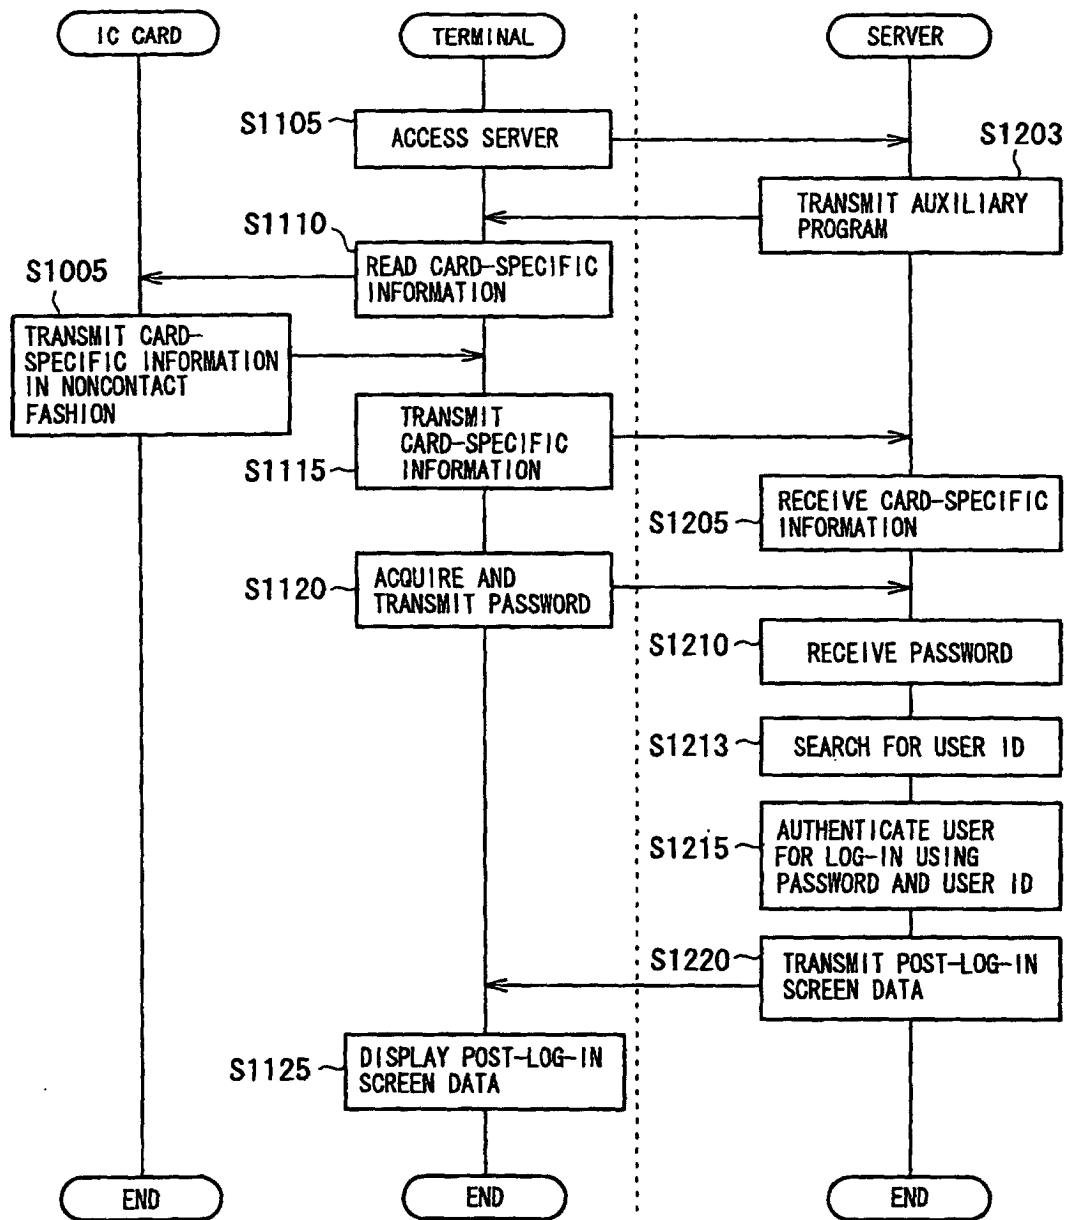 IC CARD
TERMINAL
SERVER
S1105
ACCESS SERVER
S1203
TRANSMIT AUXILIARY
PROGRAM
S1110
READ CARD-SPECIFIC
INFORMATION
S1005
TRANSMIT CARD-
SPECIFIC INFORMATION
IN NONCONTACT
FASHION
TRANSMIT
CARD-SPECIFIC
INFORMATION
S1115
RECEIVE CARD-SPECIFIC
INFORMATION
S1205
S1120
ACQUIRE AND
TRANSMIT PASSWORD
S1210
RECEIVE PASSWORD
S1213
SEARCH FOR USER ID
S1215
AUTHENTICATE USER
FOR LOG-IN USING
PASSWORD AND USER ID
S1220
TRANSMIT POST-LOG-IN
SCREEN DATA
S1125
DISPLAY POST-LOG-IN
SCREEN DATA
END
END
END